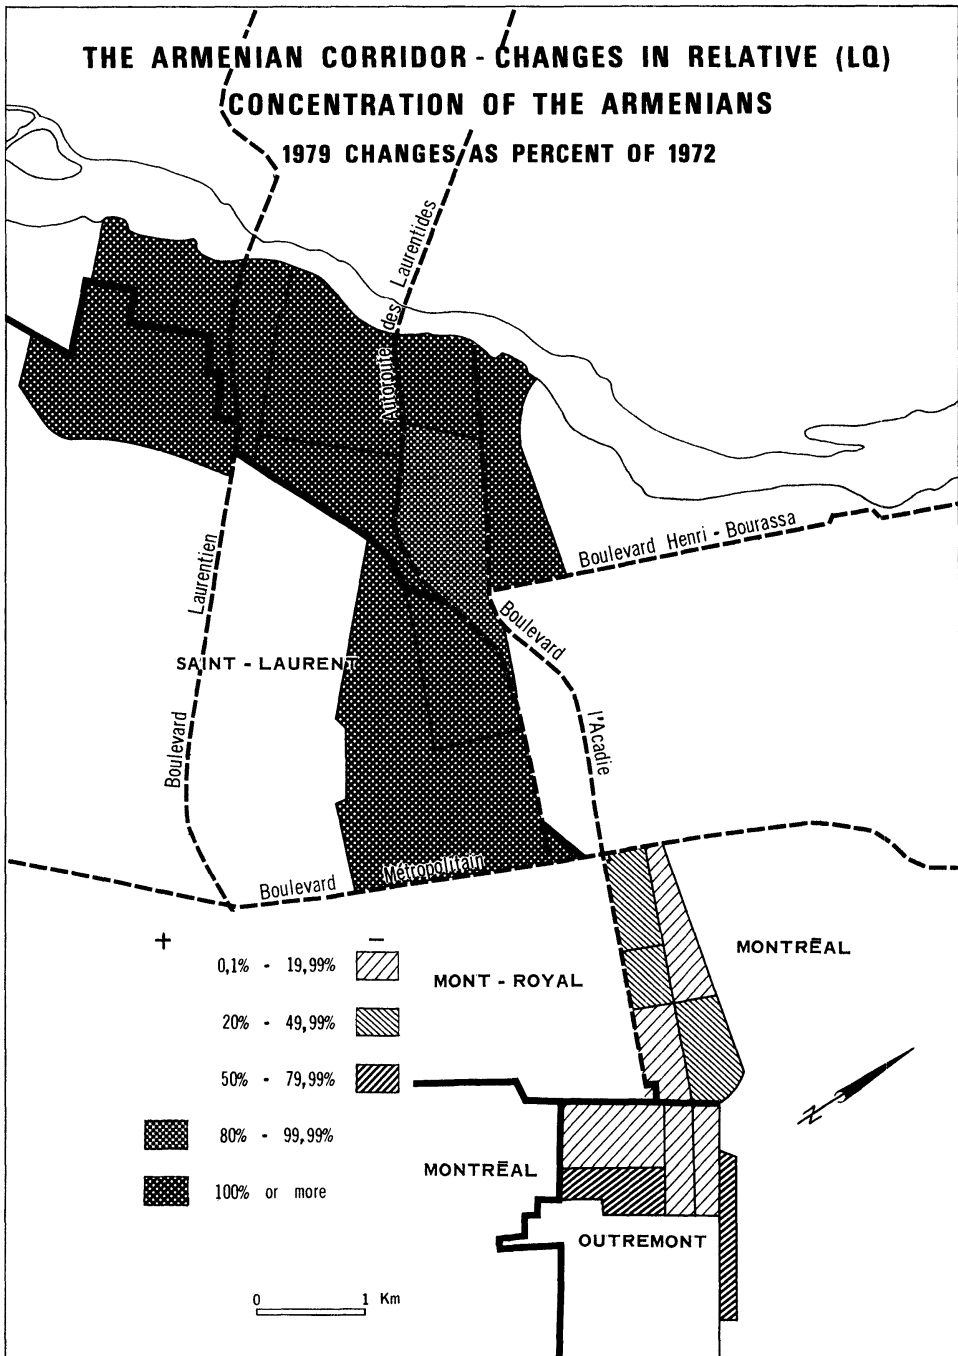 THE ARMENIAN CORRIDOR - CHANGES IN RELATIVE (LQ)
CONCENTRATION OF THE ARMENIANS
1979 CHANGES AS PERCENT OF 1972
Autoroute des Laurentides
Boulevard Henri - Bourassa
Boulevard Laurentien
SAINT - LAURENT
Boulevard l'Acadie
Boulevard Métropolitain
+ −
0,1% - 19,99%
20% - 49,99%
50% - 79,99%
80% - 99,99%
100% or more
MONT - ROYAL
MONTRÉAL
MONTRÉAL
OUTREMONT
N
0 1 Km